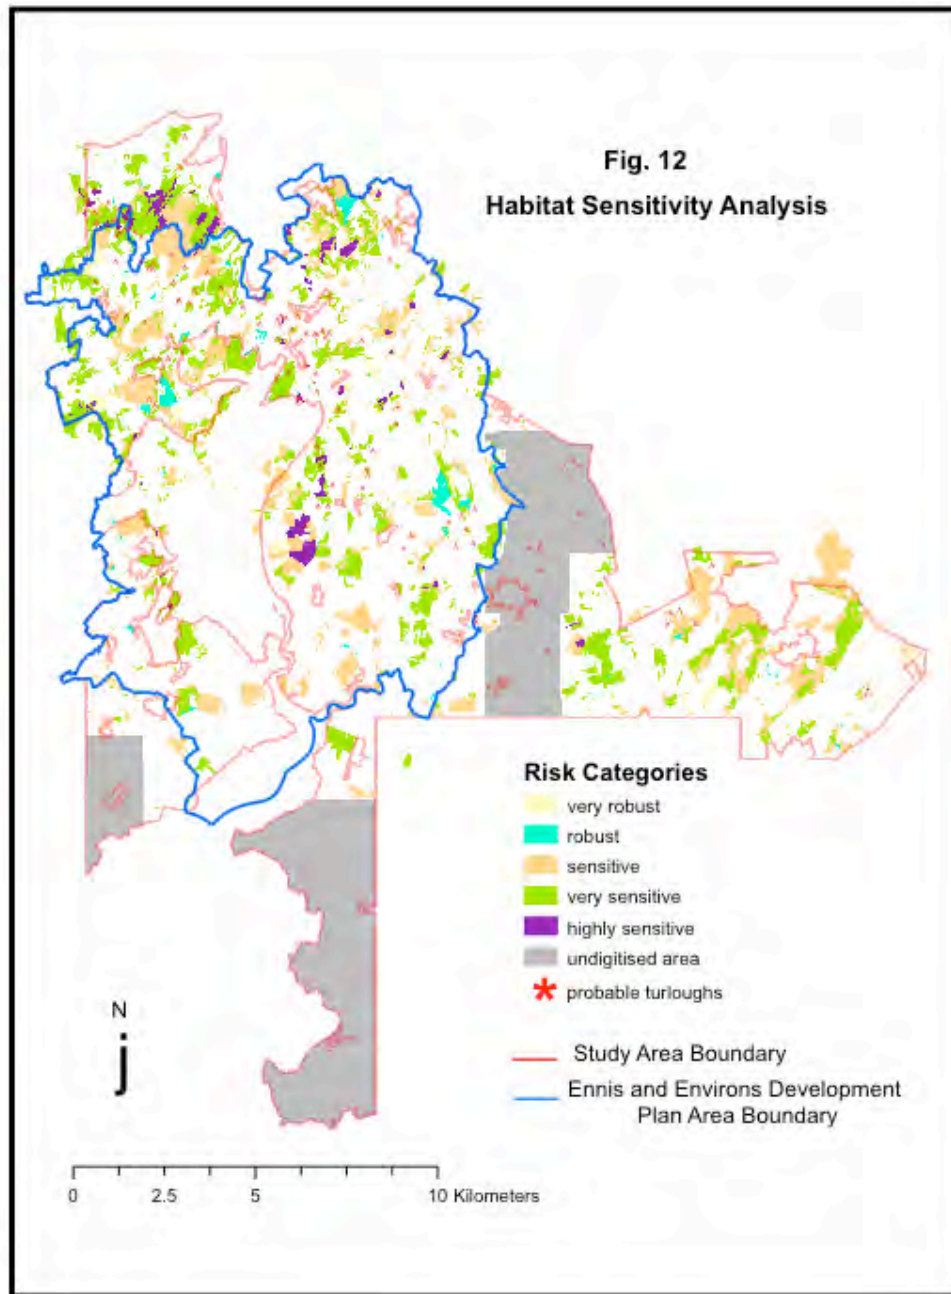 Fig. 12
Habitat Sensitivity Analysis
Risk Categories
very robust
robust
sensitive
very sensitive
highly sensitive
undigitised area
* probable turloughs
Study Area Boundary
Ennis and Environs Development
Plan Area Boundary
N
j
0 2.5 5 10 Kilometers